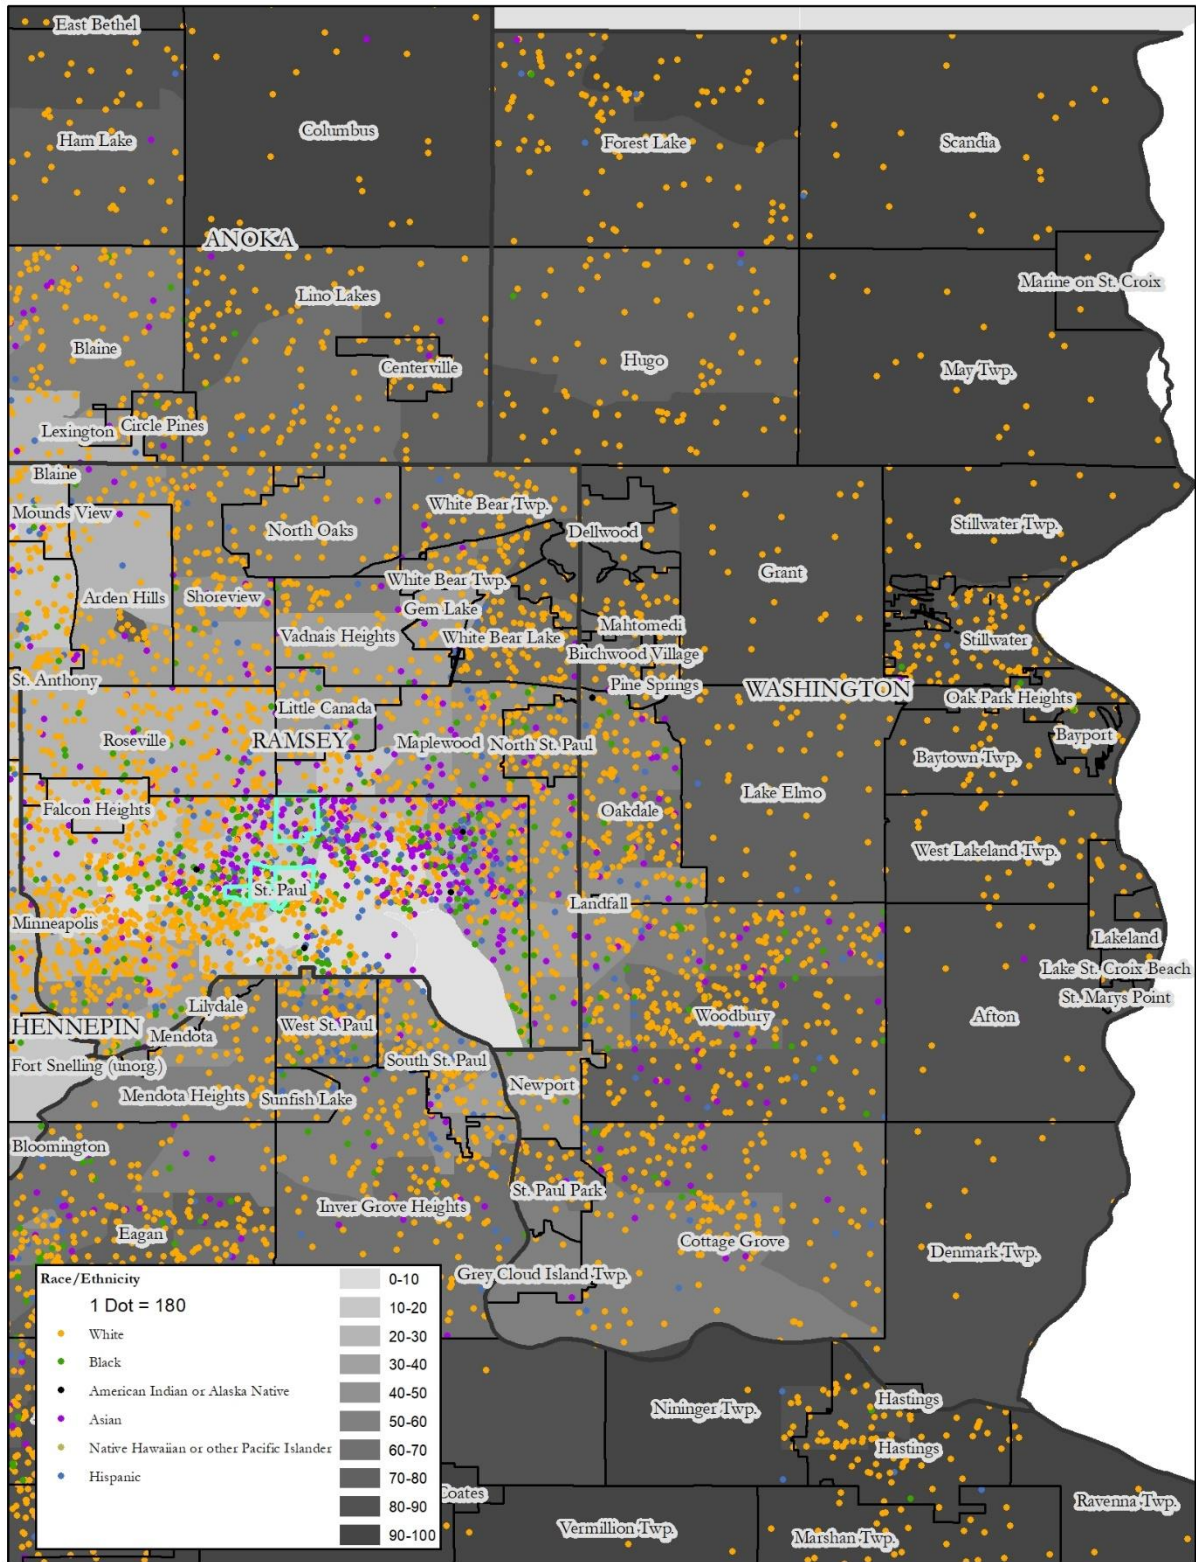 East Bethel
Ham Lake
Columbus
Forest Lake
Scandia
ANOKA
Lino Lakes
Marine on St. Croix
Blaine
Centerville
Hugo
May Twp.
Lexington
Circle Pines
Blaine
Mounds View
North Oaks
White Bear Twp.
Dellwood
Stillwater Twp.
Arden Hills
Shoreview
White Bear Twp.
Gem Lake
Grant
Vadnais Heights
White Bear Lake
Mahtomedi
Stillwater
Birchwood Village
St. Anthony
Pine Springs
WASHINGTON
Oak Park Heights
Little Canada
Roseville
RAMSEY
Maplewood
North St. Paul
Bayport
Baytown Twp.
Falcon Heights
Oakdale
Lake Elmo
West Lakeland Twp.
St. Paul
Landfall
Minneapolis
Lakeland
Lake St. Croix Beach
St. Marys Point
Lilydale
Woodbury
Afton
HENNEPIN
Mendota
West St. Paul
South St. Paul
Fort Snelling (unorg.)
Mendota Heights
Sunfish Lake
Newport
Bloomington
St. Paul Park
Inver Grove Heights
Eagan
Cottage Grove
Denmark Twp.
Grey Cloud Island Twp.
Race/Ethnicity
1 Dot = 180
White
Black
American Indian or Alaska Native
Asian
Native Hawaiian or other Pacific Islander
Hispanic
0-10
10-20
20-30
30-40
40-50
50-60
60-70
70-80
80-90
90-100
Nininger Twp.
Hastings
Hastings
Coates
Vermillion Twp.
Marshan Twp.
Ravenna Twp.